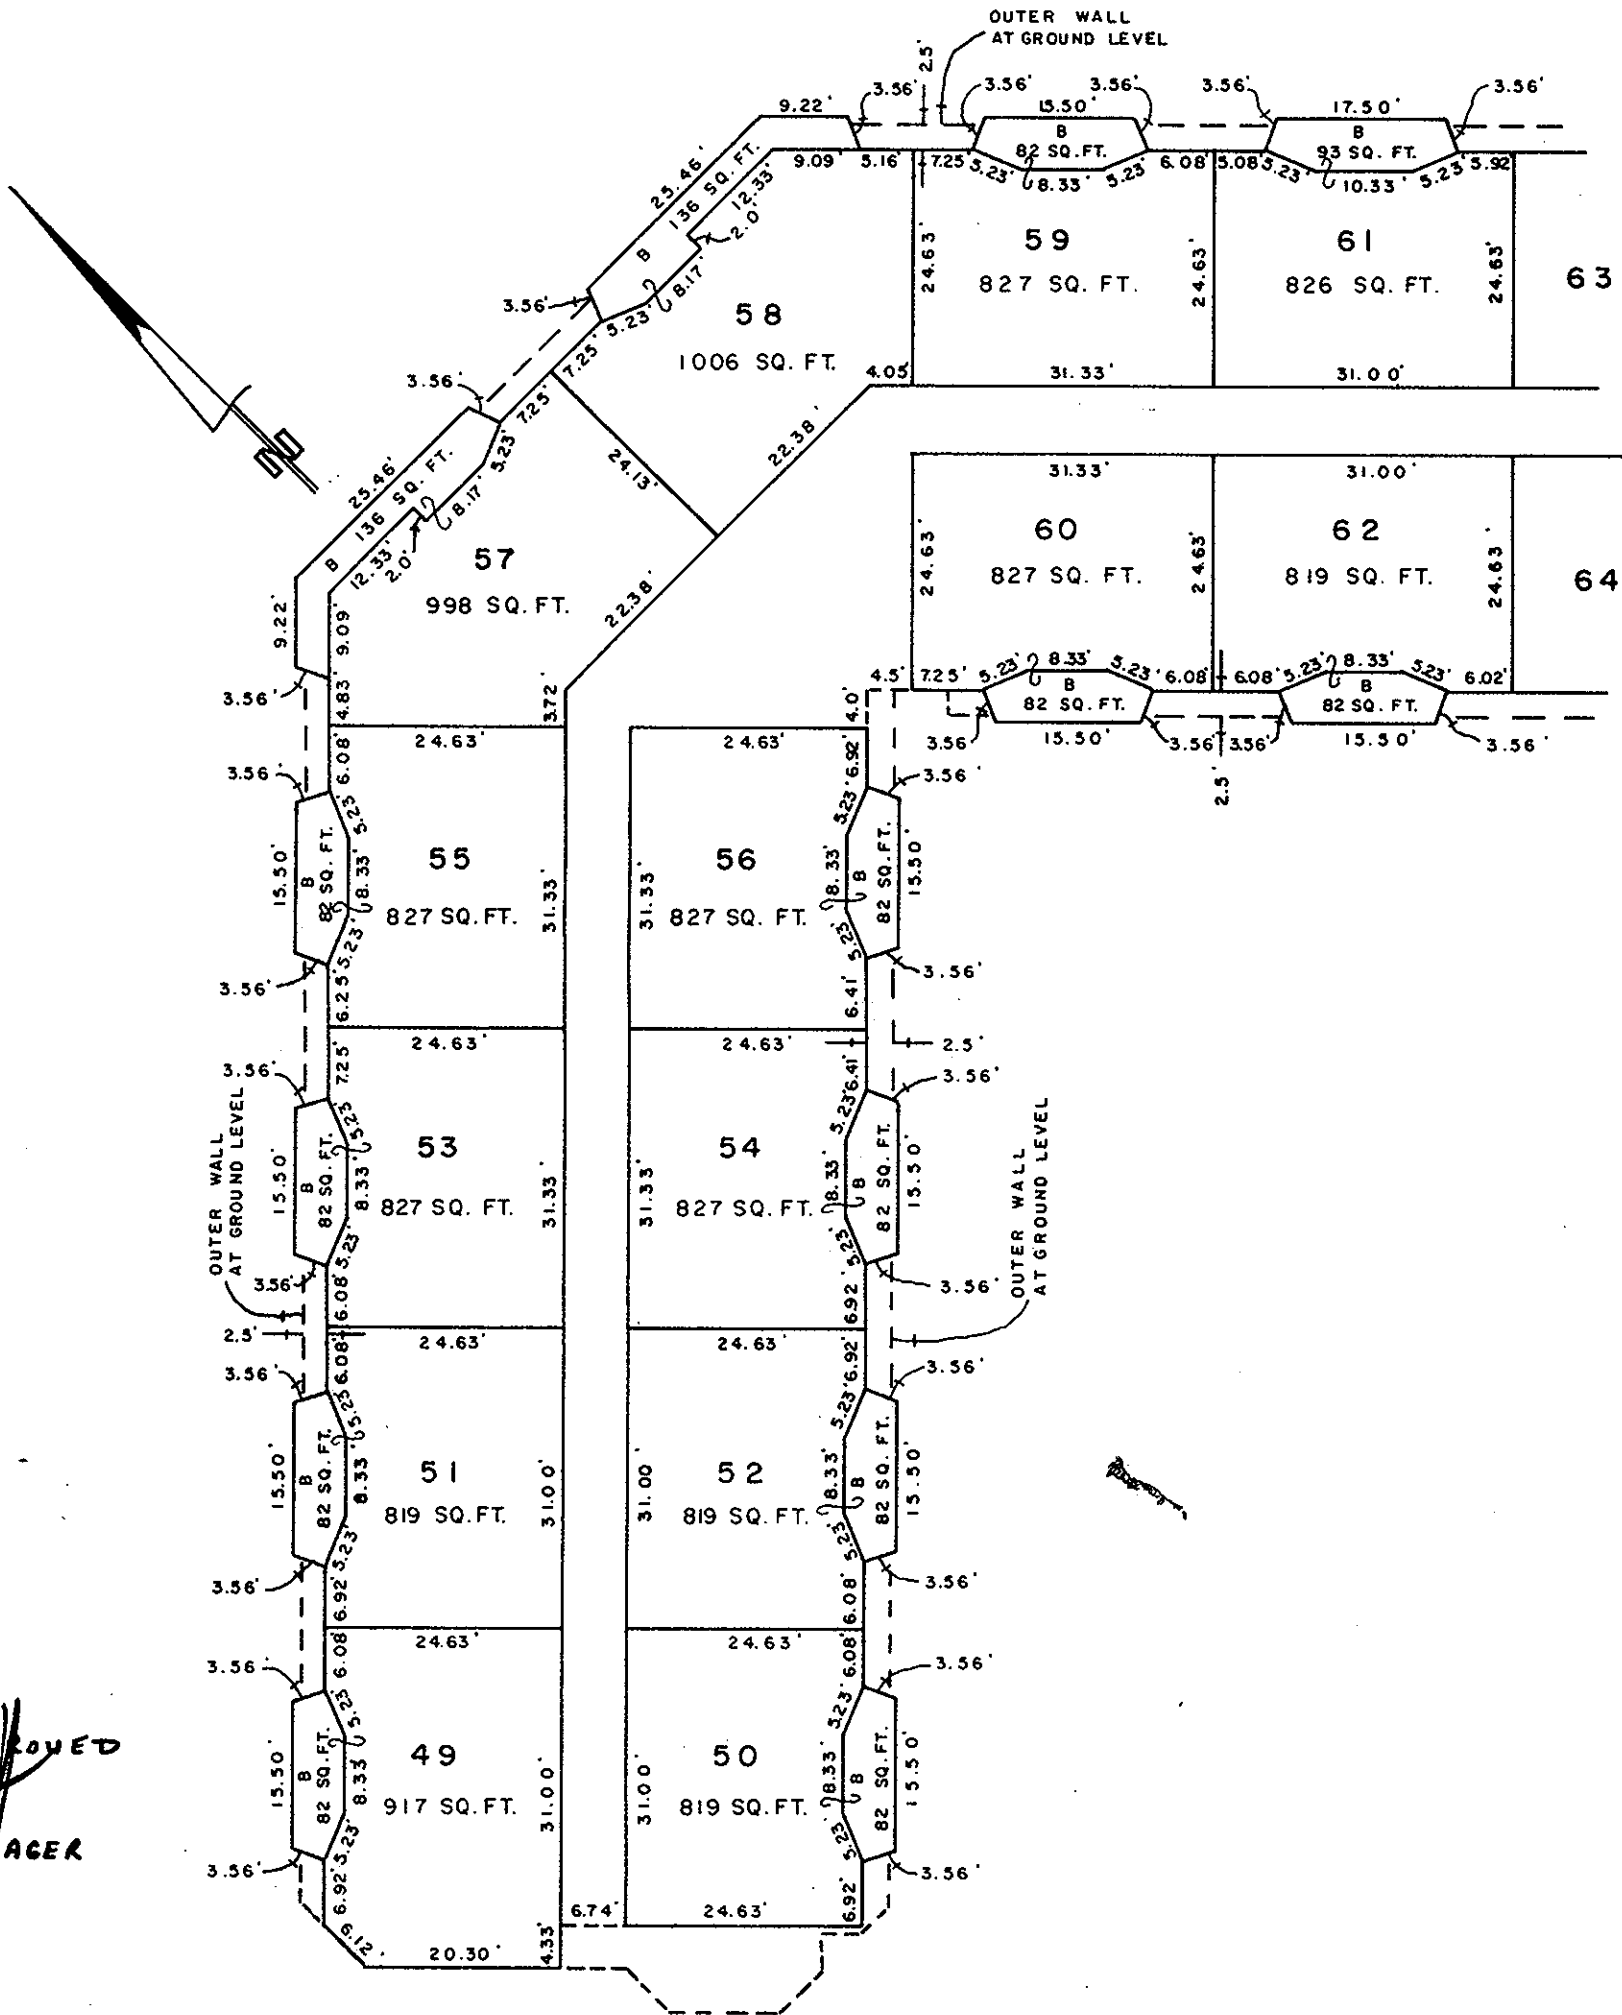 OUTER WALL
AT GROUND LEVEL
2.5'
9.22' 3.56' 3.56' 15.50' 3.56' 3.56' 17.50' 3.56'
B
82 SQ.FT.
B
93 SQ. FT.
25.46'
B 136 SQ. FT.
12.33'
2.0'
8.17'
5.23'
3.56'
7.25'
9.09' 5.16' 7.25' 5.23' 8.33' 5.23' 6.08' 5.08' 5.23' 10.33' 5.23' 5.92'
58
1006 SQ. FT.
24.63'
59
827 SQ. FT.
24.63'
61
826 SQ. FT.
24.63'
63
4.05' 31.33' 31.00'
22.38'
24.13'
3.56'
7.25'
5.23'
25.46'
B 136 SQ. FT.
8.17'
2.0'
12.33'
9.22'
9.09'
3.56'
4.83'
57
998 SQ. FT.
22.38'
3.72'
N
31.33' 31.00'
24.63'
60
827 SQ. FT.
24.63'
62
819 SQ. FT.
24.63'
64
4.5' 7.25' 5.23' 8.33' 5.23' 6.08' 6.08' 5.23' 8.33' 5.23' 6.02'
4.0'
B
82 SQ. FT.
B
82 SQ. FT.
3.56 15.50' 3.56' 3.56' 15.50' 3.56'
2.5'
24.63' 24.63'
3.56' 6.08' 5.23'
15.50'
B
82 SQ. FT.
8.33'
55
827 SQ. FT.
31.33'
5.23'
3.56' 6.25'
31.33'
56
827 SQ. FT.
6.92' 3.56'
5.23'
8.33'
B
82 SQ. FT.
15.50'
5.23'
3.56'
6.41'
24.63' 24.63' 2.5'
3.56' 7.25' 5.23'
15.50'
B
82 SQ. FT.
8.33'
53
827 SQ. FT.
31.33'
5.23'
3.56' 6.08'
OUTER WALL
AT GROUND LEVEL
31.33'
54
827 SQ. FT.
6.41' 3.56'
5.23'
8.33'
B
82 SQ. FT.
15.50'
5.23'
3.56'
6.92'
OUTER WALL
AT GROUND LEVEL
2.5' 24.63' 24.63'
3.56' 6.08' 5.23'
15.50'
B
82 SQ. FT.
8.33'
51
819 SQ. FT.
31.00'
5.23'
3.56' 6.92'
31.00'
52
819 SQ. FT.
6.92' 3.56'
5.23'
8.33'
B
82 SQ. FT.
15.50'
5.23'
3.56'
6.08'
24.63' 24.63'
3.56' 6.08' 5.23'
15.50'
B
82 SQ. FT.
8.33'
49
917 SQ. FT.
31.00'
5.23'
3.56' 6.92'
6.12' 20.30' 4.33'
31.00'
50
819 SQ. FT.
6.08' 3.56'
5.23'
8.33'
B
82 SQ. FT.
15.50'
5.23'
3.56'
6.92'
6.74' 24.63'
ROVED
AGER